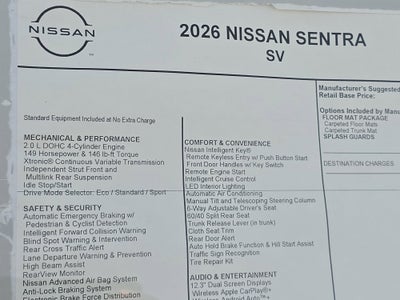 NISSAN
2026 NISSAN SENTRA
SV
Manufacturer's Suggested
Retail Base Price:
Standard Equipment Included at No Extra Charge
Options Included by Manu
FLOOR MAT PACKAGE
Carpeted Floor Mats
Carpeted Trunk Mat
SPLASH GUARDS
DESTINATION CHARGES
MECHANICAL & PERFORMANCE
2.0 L DOHC 4-Cylinder Engine
149 Horsepower & 146 lb-ft Torque
Xtronic® Continuous Variable Transmission
Independent Strut Front and
Multilink Rear Suspension
Idle Stop/Start
Drive Mode Selector: Eco / Standard / Sport
SAFETY & SECURITY
Automatic Emergency Braking w/
Pedestrian & Cyclist Detection
Intelligent Forward Collision Warning
Blind Spot Warning & Intervention
Rear Cross Traffic Alert
Lane Departure Warning & Prevention
High Beam Assist
RearView Monitor
Nissan Advanced Air Bag System
Anti-Lock Braking System
Electronic Brake Force Distribution
COMFORT & CONVENIENCE
Nissan Intelligent Key®
Remote Keyless Entry w/ Push Button Start
Front Door Handles w/ Key Switch
Remote Engine Start
Intelligent Cruise Control
LED Interior Lighting
Automatic Air Conditioning
Manual Tilt and Telescoping Steering Column
6-Way Adjustable Driver's Seat
60/40 Split Rear Seat
Trunk Release Lever (in trunk)
Cloth Seat Trim
Rear Door Alert
Auto Hold Brake Function & Hill Start Assist
Traffic Sign Recognition
Tire Repair Kit
AUDIO & ENTERTAINMENT
12.3" Dual Screen Displays
Wireless Apple CarPlay®+
Wireless Android Auto™+